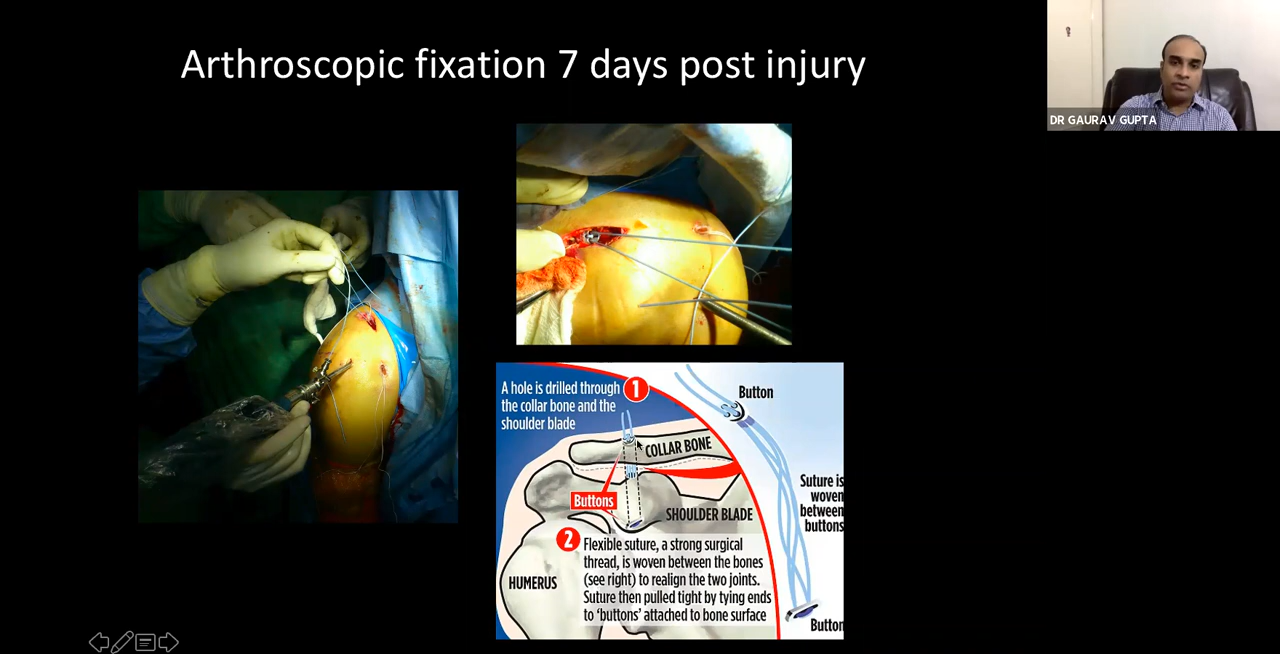 Arthroscopic fixation 7 days post injury
DR GAURAV GUPTA
A hole is drilled through
the collar bone and the
shoulder blade
1
COLLAR BONE
Buttons
SHOULDER BLADE
2
Flexible suture, a strong surgical
thread, is woven between the bones
(see right) to realign the two joints.
Suture then pulled tight by tying ends
to 'buttons' attached to bone surface
HUMERUS
Button
Suture is
woven
between
buttons
Button